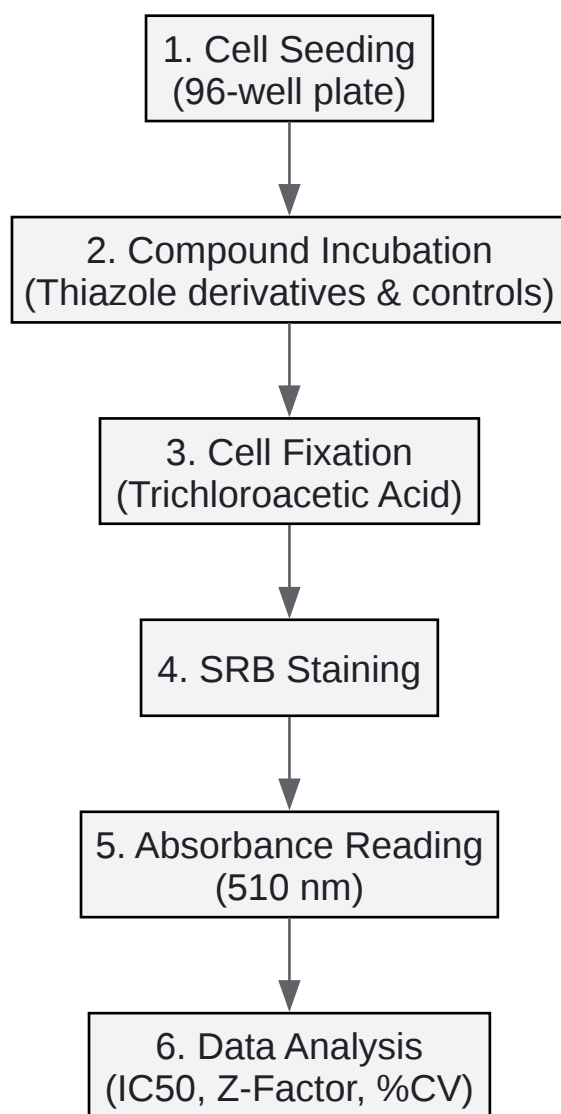 1. Cell Seeding
(96-well plate)
2. Compound Incubation
(Thiazole derivatives & controls)
3. Cell Fixation
(Trichloroacetic Acid)
4. SRB Staining
5. Absorbance Reading
(510 nm)
6. Data Analysis
(IC50, Z-Factor, %CV)